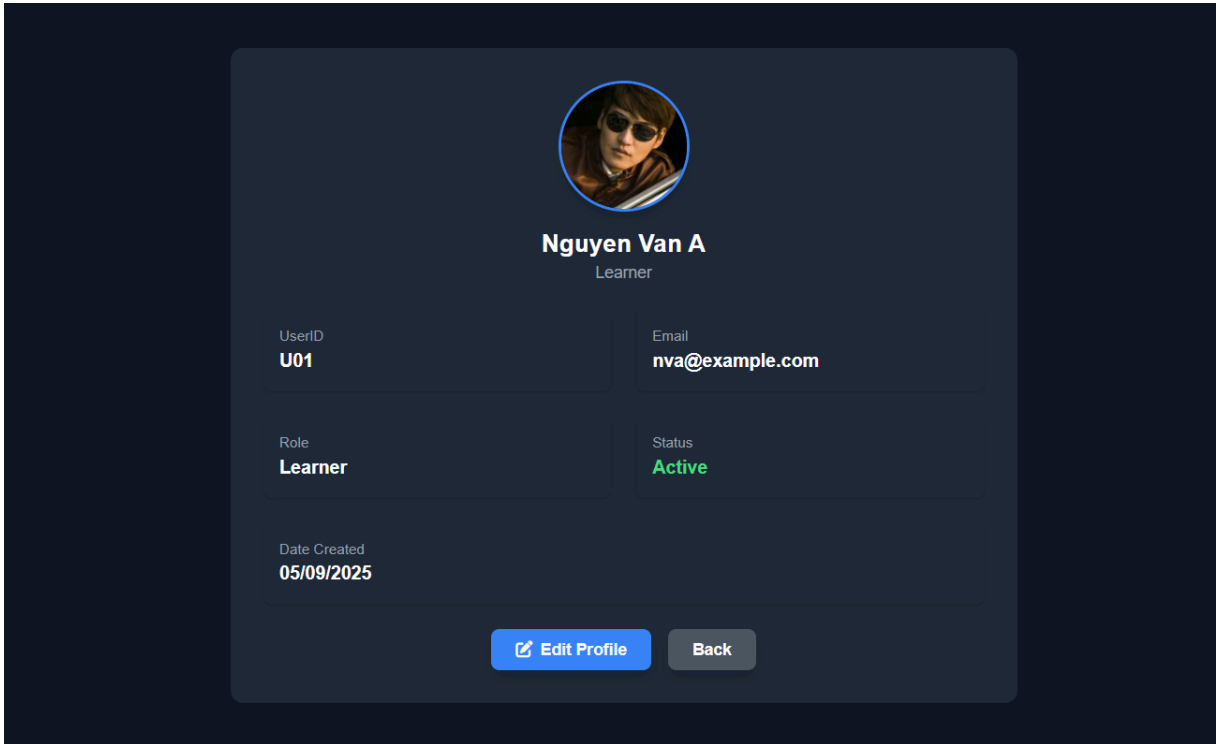 Nguyen Van A
Learner
UserID
U01
Email
nva@example.com
Role
Learner
Status
Active
Date Created
05/09/2025
Edit Profile
Back